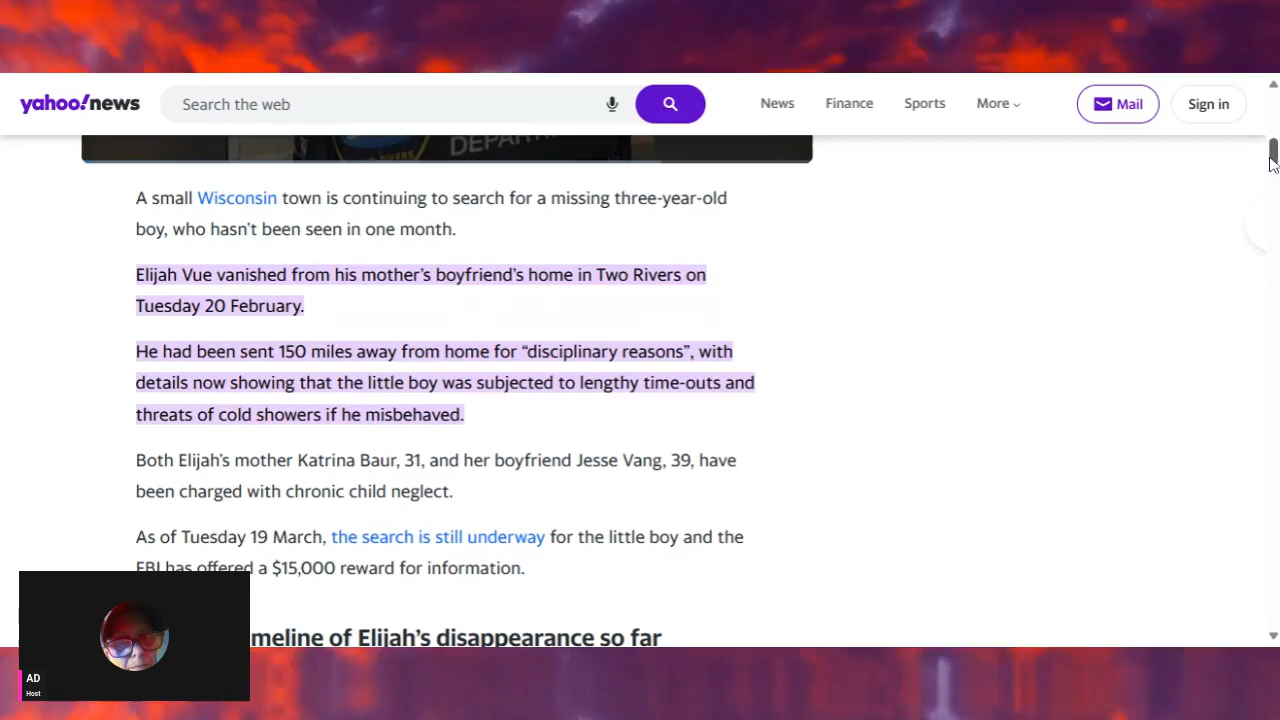 yahoo!news
Search the web
News
Finance
Sports
More
Mail
Sign in
DEPARTM
A small Wisconsin town is continuing to search for a missing three-year-old
boy, who hasn't been seen in one month.
Elijah Vue vanished from his mother's boyfriend's home in Two Rivers on
Tuesday 20 February.
He had been sent 150 miles away from home for “disciplinary reasons”, with
details now showing that the little boy was subjected to lengthy time-outs and
threats of cold showers if he misbehaved.
Both Elijah's mother Katrina Baur, 31, and her boyfriend Jesse Vang, 39, have
been charged with chronic child neglect.
As of Tuesday 19 March, the search is still underway for the little boy and the
FBI has offered a $15,000 reward for information.
meline of Elijah's disappearance so far
AD
Host